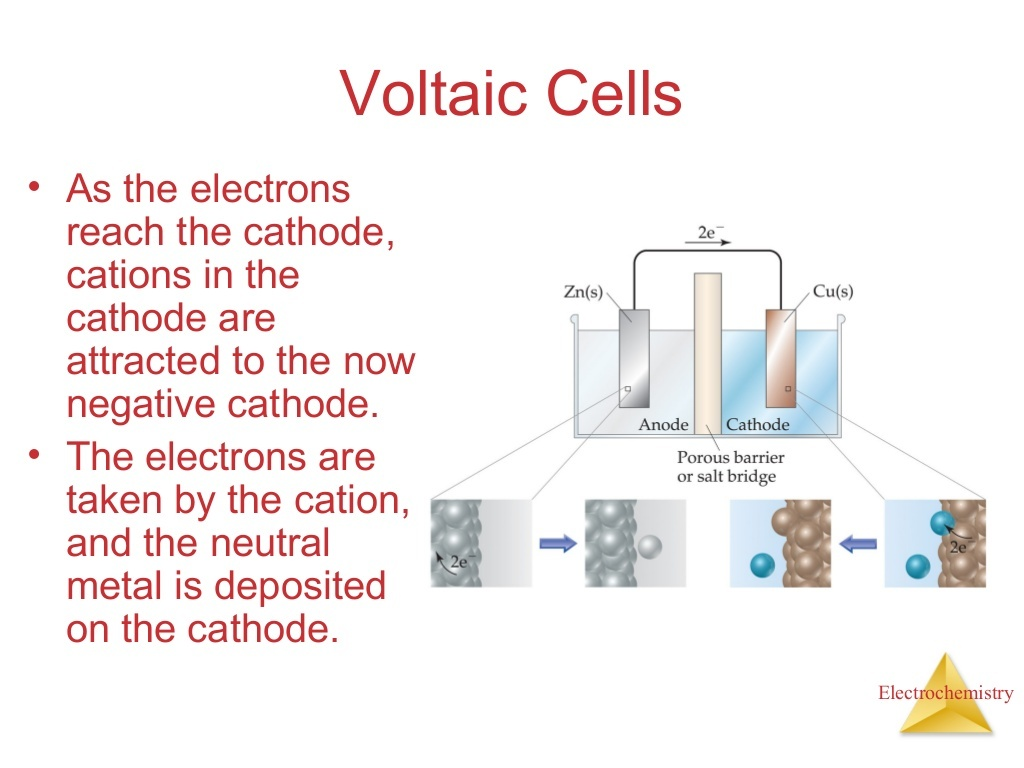 Voltaic Cells
• As the electrons
reach the cathode,
cations in the
cathode are
attracted to the now
negative cathode.
• The electrons are
taken by the cation,
and the neutral
metal is deposited
on the cathode.
2e⁻
Zn(s)
Cu(s)
Anode
Cathode
Porous barrier
or salt bridge
2e⁻
2e⁻
Electrochemistry